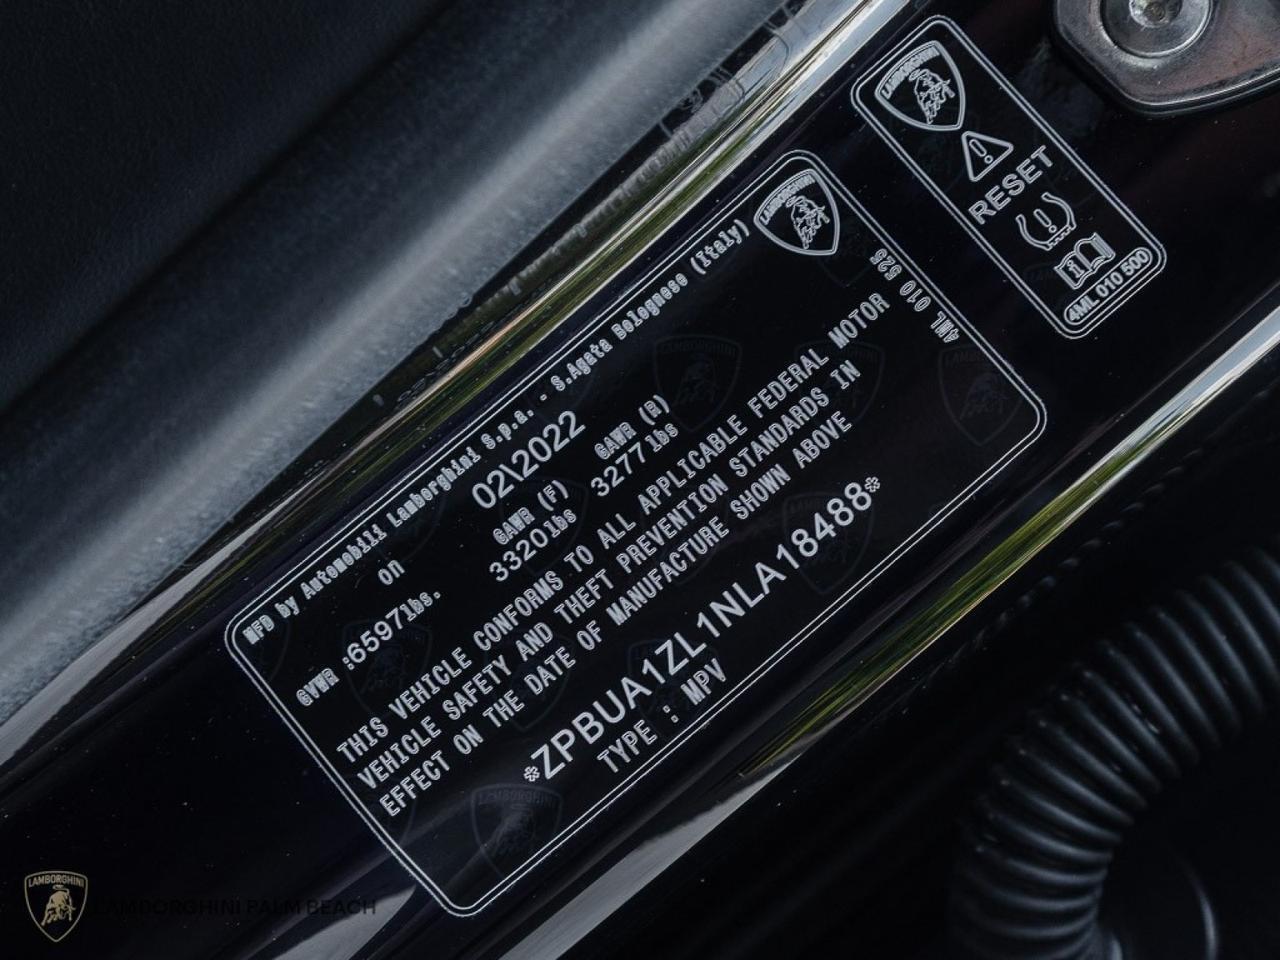 LAMBORGHINI
RESET
4ML 010 500
LAMBORGHINI
4ML 010 525
MFD by Automobili Lamborghini S.p.a. - S.Agata Bolognese (Italy)
on 02\2022
GVWR :6597lbs. GAWR (F) 3320lbs GAWR (R) 3277lbs
THIS VEHICLE CONFORMS TO ALL APPLICABLE FEDERAL MOTOR
VEHICLE SAFETY AND THEFT PREVENTION STANDARDS IN
EFFECT ON THE DATE OF MANUFACTURE SHOWN ABOVE
*ZPBUA1ZL1NLA18488*
TYPE : MPV
LAMBORGHINI
LAMBORGHINI PALM BEACH